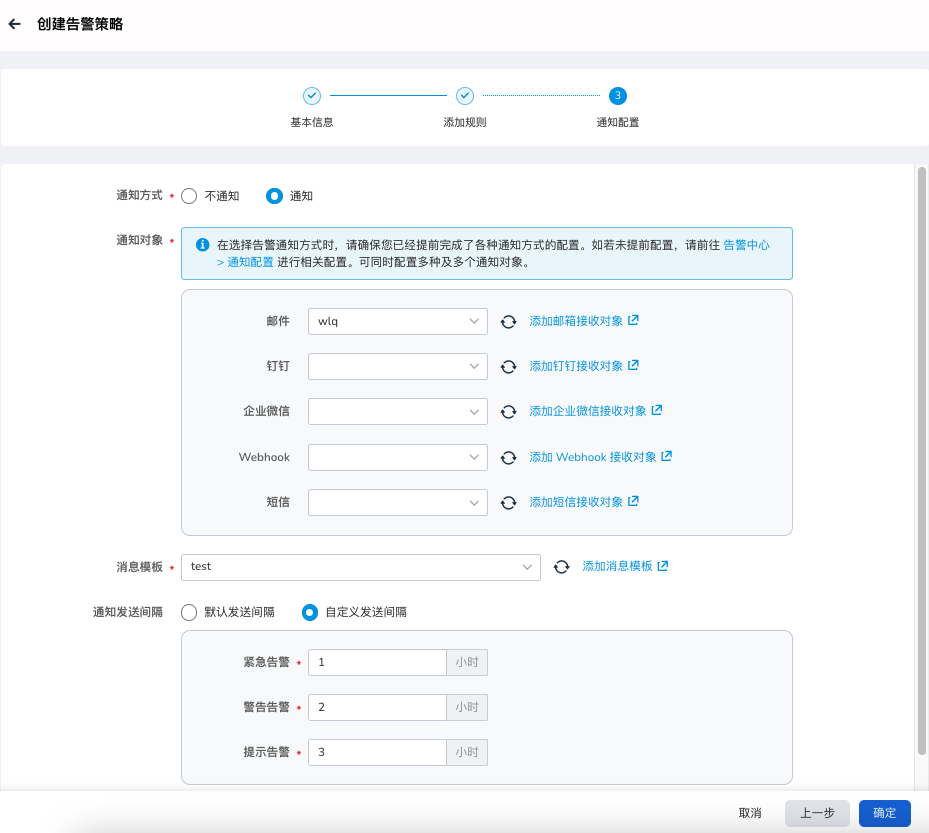 创建告警策略
基本信息
添加规则
3
通知配置
通知方式 * 不通知 通知
通知对象 * 在选择告警通知方式时，请确保您已经提前完成了各种通知方式的配置。如若未提前配置，请前往 告警中心
> 通知配置 进行相关配置。可同时配置多种及多个通知对象。
邮件 wlq 添加邮箱接收对象
钉钉 添加钉钉接收对象
企业微信 添加企业微信接收对象
Webhook 添加 Webhook 接收对象
短信 添加短信接收对象
消息模板 * test 添加消息模板
通知发送间隔 默认发送间隔 自定义发送间隔
紧急告警 * 1 小时
警告告警 * 2 小时
提示告警 * 3 小时
取消 上一步 确定